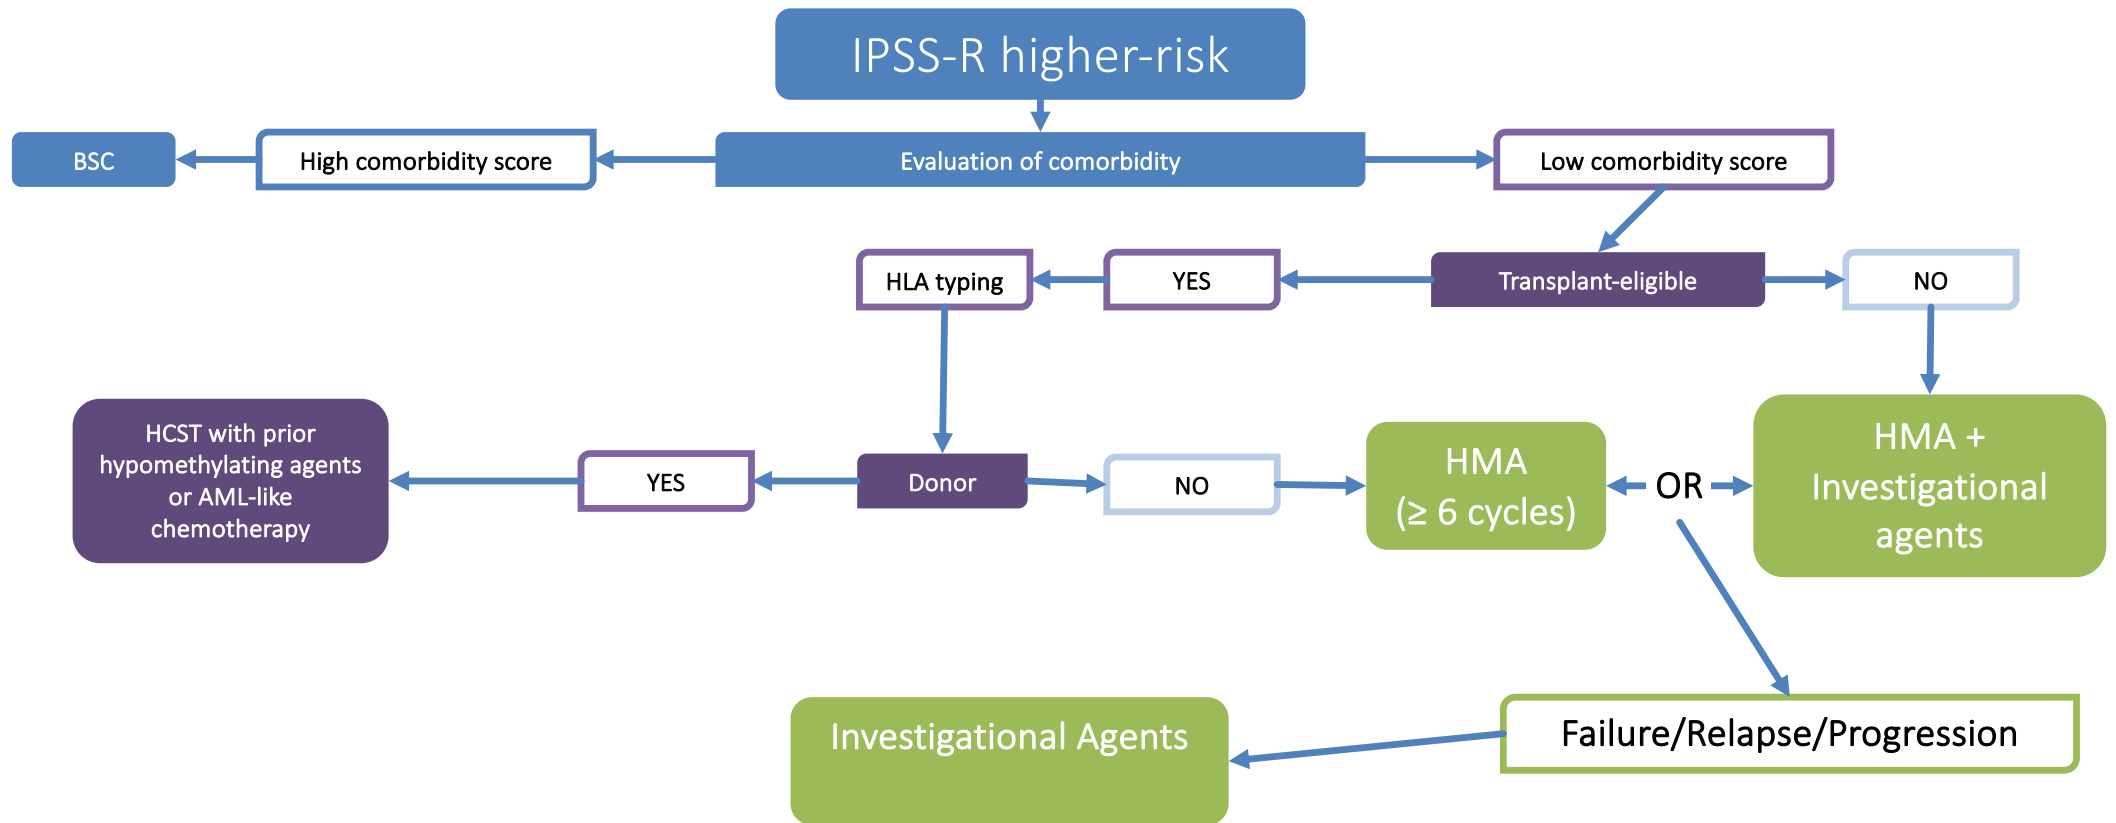 IPSS-R higher-risk
BSC
High comorbidity score
Evaluation of comorbidity
Low comorbidity score
HLA typing
YES
Transplant-eligible
NO
HCST with prior
hypomethylating agents
or AML-like
chemotherapy
YES
Donor
NO
HMA
(≥ 6 cycles)
OR
HMA +
Investigational
agents
Investigational Agents
Failure/Relapse/Progression